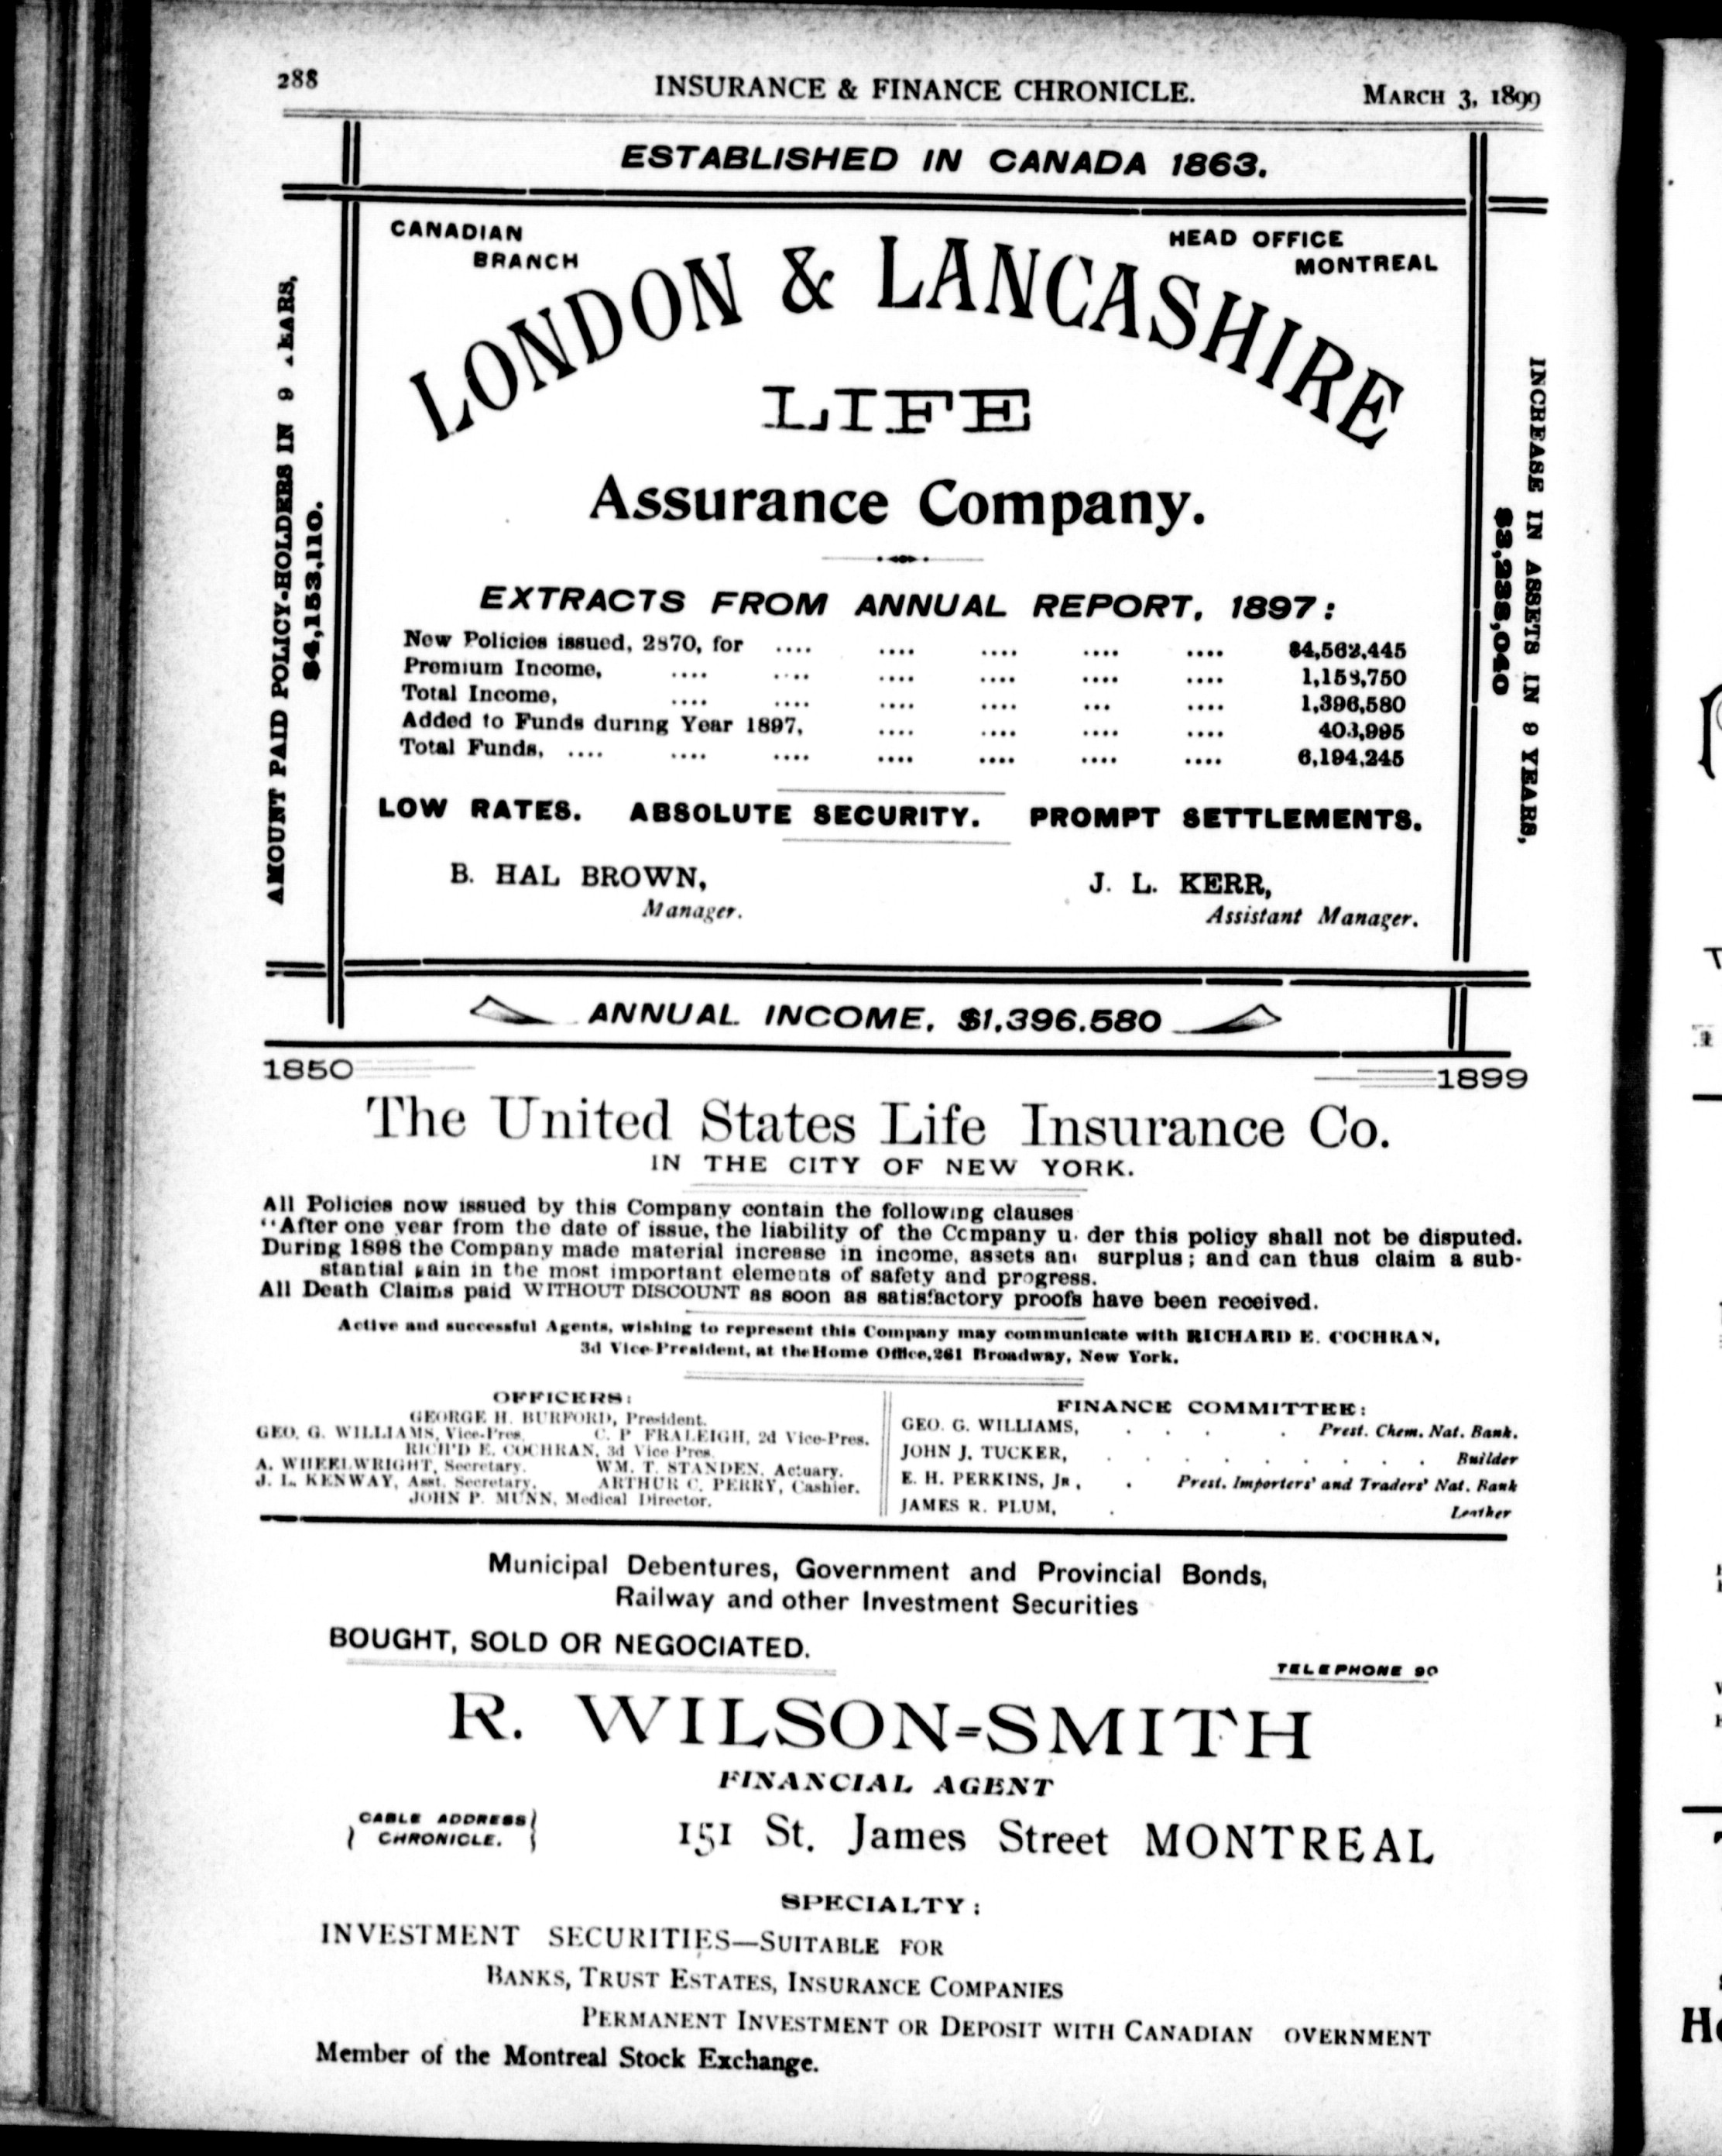 288 INSURANCE & FINANCE CHRONICLE. MARCH 3, 1899
ESTABLISHED IN CANADA 1863.
CANADIAN
BRANCH
HEAD OFFICE
MONTREAL
LONDON & LANCASHIRE
LIFE
Assurance Company.
AMOUNT PAID POLICY-HOLDERS IN 9 YEARS,
$4,153,110.
INCREASE IN ASSETS IN 9 YEARS,
$3,238,040
EXTRACTS FROM ANNUAL REPORT, 1897:
New Policies issued, 2870, for .... .... .... .... .... $4,562,445
Premium Income, .... .... .... .... .... .... 1,158,750
Total Income, .... .... .... .... ... .... 1,396,580
Added to Funds during Year 1897, .... .... .... .... 403,995
Total Funds, .... .... .... .... .... .... .... 6,194,245
LOW RATES. ABSOLUTE SECURITY. PROMPT SETTLEMENTS.
B. HAL BROWN,
Manager.
J. L. KERR,
Assistant Manager.
ANNUAL INCOME, $1,396.580
1850 1899
The United States Life Insurance Co.
IN THE CITY OF NEW YORK.
All Policies now issued by this Company contain the following clauses
"After one year from the date of issue, the liability of the Company u der this policy shall not be disputed.
During 1898 the Company made material increase in income, assets and surplus; and can thus claim a sub-
stantial gain in the most important elements of safety and progress.
All Death Claims paid WITHOUT DISCOUNT as soon as satisfactory proofs have been received.
Active and successful Agents, wishing to represent this Company may communicate with RICHARD E. COCHRAN,
3d Vice-President, at the Home Office, 261 Broadway, New York.
OFFICERS:
GEORGE H. BURFORD, President.
GEO. G. WILLIAMS, Vice-Pres. C. P FRALEIGH, 2d Vice-Pres.
RICH'D E. COCHRAN, 3d Vice Pres.
A. WHEELWRIGHT, Secretary. WM. T. STANDEN, Actuary.
J. L. KENWAY, Asst. Secretary. ARTHUR C. PERRY, Cashier.
JOHN P. MUNN, Medical Director.
FINANCE COMMITTEE:
GEO. G. WILLIAMS, . . . . Prest. Chem. Nat. Bank.
JOHN J. TUCKER, . . . . . . . . . Builder
E. H. PERKINS, JR., . Prest. Importers' and Traders' Nat. Bank
JAMES R. PLUM, . Leather
Municipal Debentures, Government and Provincial Bonds,
Railway and other Investment Securities
BOUGHT, SOLD OR NEGOCIATED.
TELEPHONE 90
R. WILSON=SMITH
FINANCIAL AGENT
CABLE ADDRESS
CHRONICLE.
151 St. James Street MONTREAL
SPECIALTY:
INVESTMENT SECURITIES—SUITABLE FOR
BANKS, TRUST ESTATES, INSURANCE COMPANIES
PERMANENT INVESTMENT OR DEPOSIT WITH CANADIAN OVERNMENT
Member of the Montreal Stock Exchange.